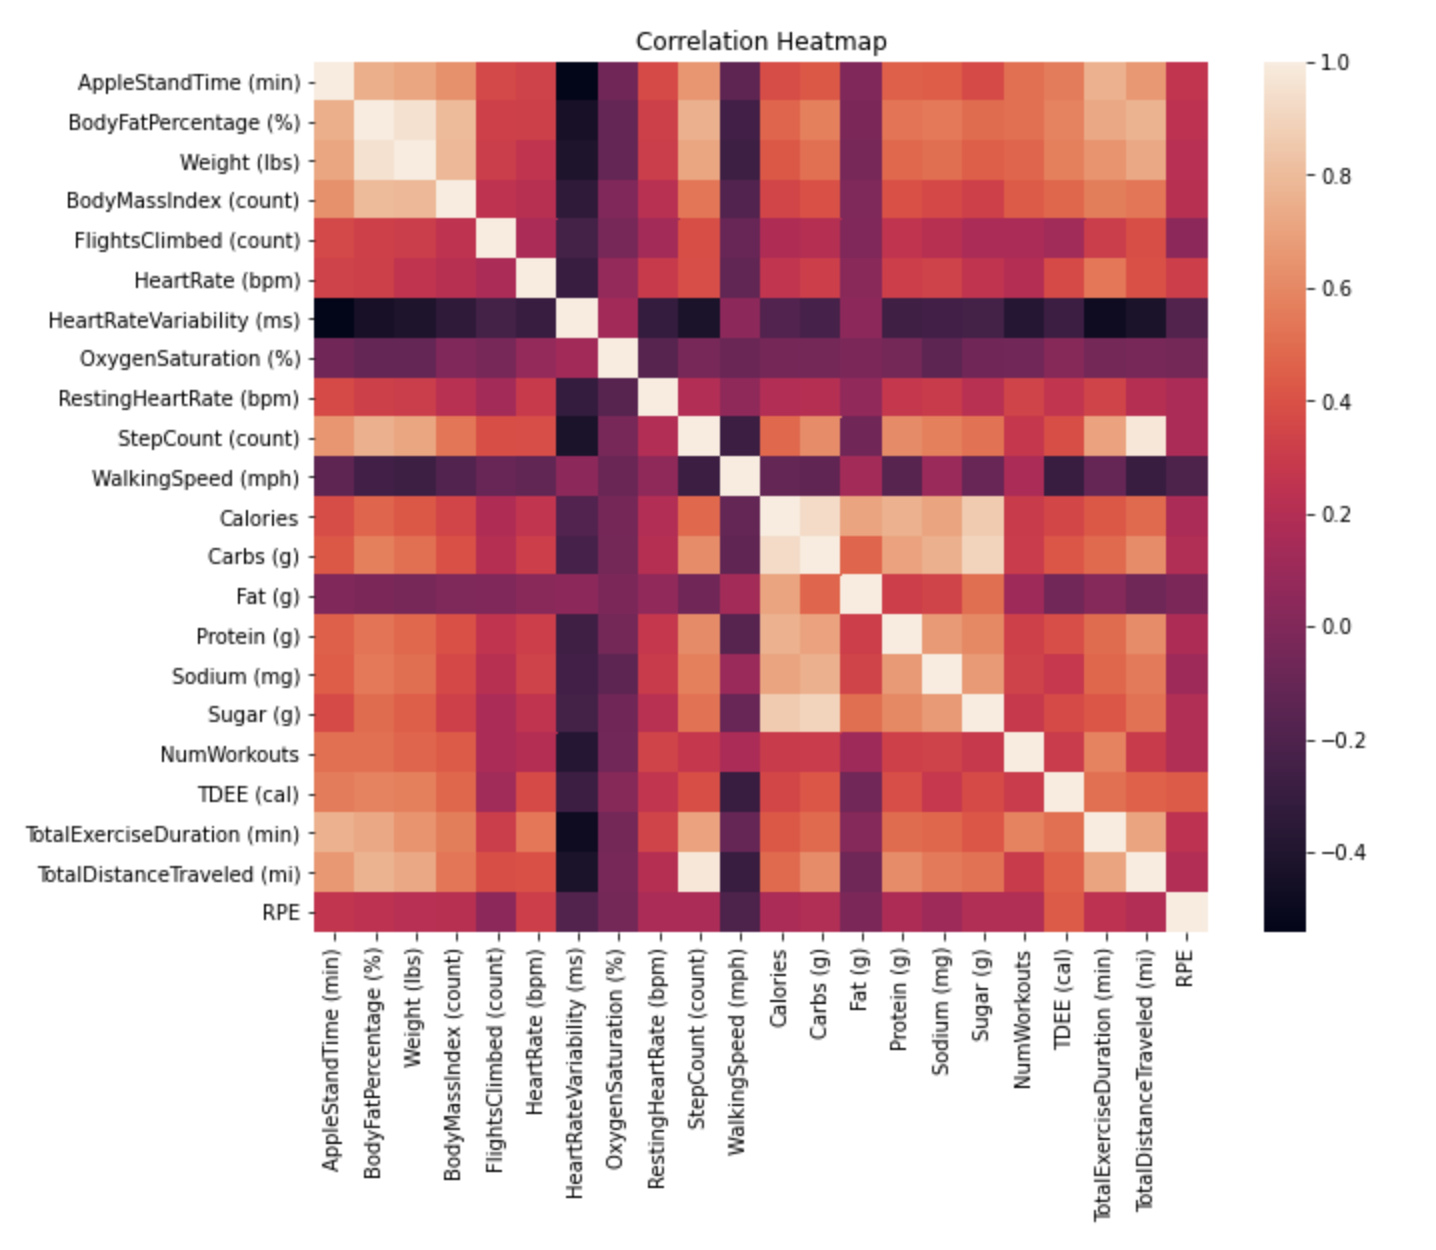 Correlation Heatmap
AppleStandTime (min)
BodyFatPercentage (%)
Weight (lbs)
BodyMassIndex (count)
FlightsClimbed (count)
HeartRate (bpm)
HeartRateVariability (ms)
OxygenSaturation (%)
RestingHeartRate (bpm)
StepCount (count)
WalkingSpeed (mph)
Calories
Carbs (g)
Fat (g)
Protein (g)
Sodium (mg)
Sugar (g)
NumWorkouts
TDEE (cal)
TotalExerciseDuration (min)
TotalDistanceTraveled (mi)
RPE
AppleStandTime (min)
BodyFatPercentage (%)
Weight (lbs)
BodyMassIndex (count)
FlightsClimbed (count)
HeartRate (bpm)
HeartRateVariability (ms)
OxygenSaturation (%)
RestingHeartRate (bpm)
StepCount (count)
WalkingSpeed (mph)
Calories
Carbs (g)
Fat (g)
Protein (g)
Sodium (mg)
Sugar (g)
NumWorkouts
TDEE (cal)
TotalExerciseDuration (min)
TotalDistanceTraveled (mi)
RPE
1.0
0.8
0.6
0.4
0.2
0.0
−0.2
−0.4